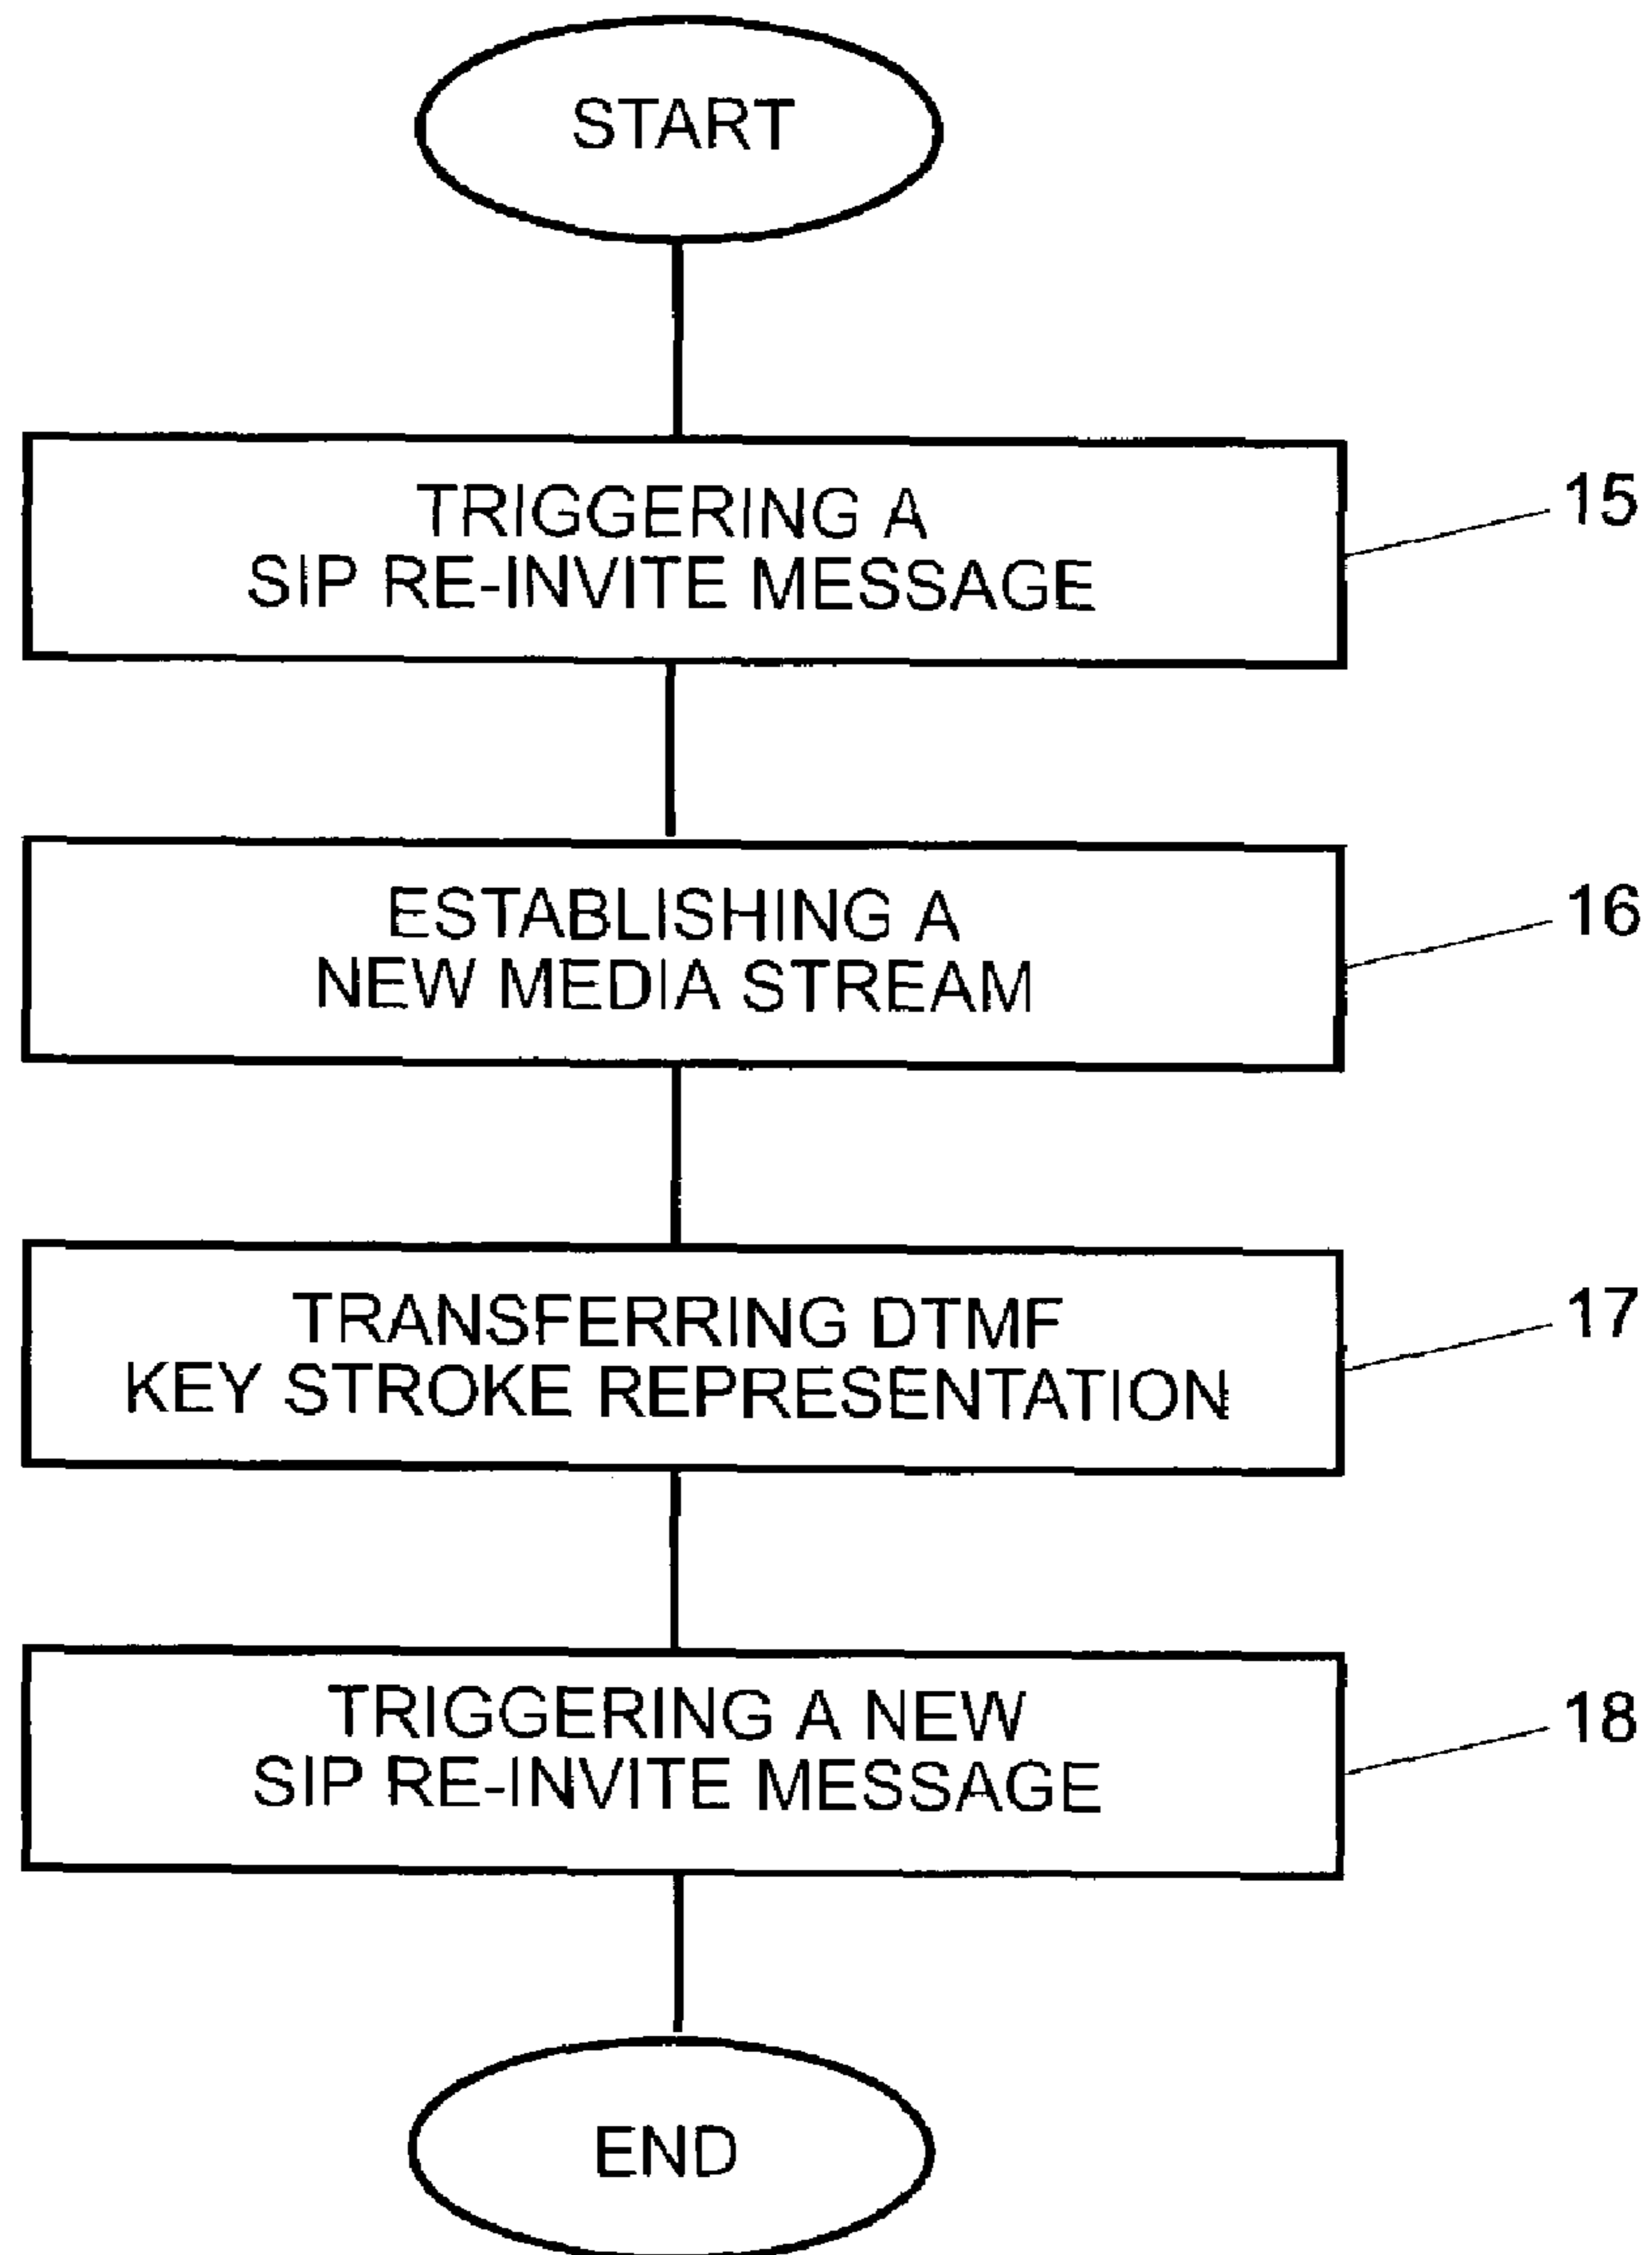 START
TRIGGERING A
SIP RE-INVITE MESSAGE
15
ESTABLISHING A
NEW MEDIA STREAM
16
TRANSFERRING DTMF
KEY STROKE REPRESENTATION
17
TRIGGERING A NEW
SIP RE-INVITE MESSAGE
18
END